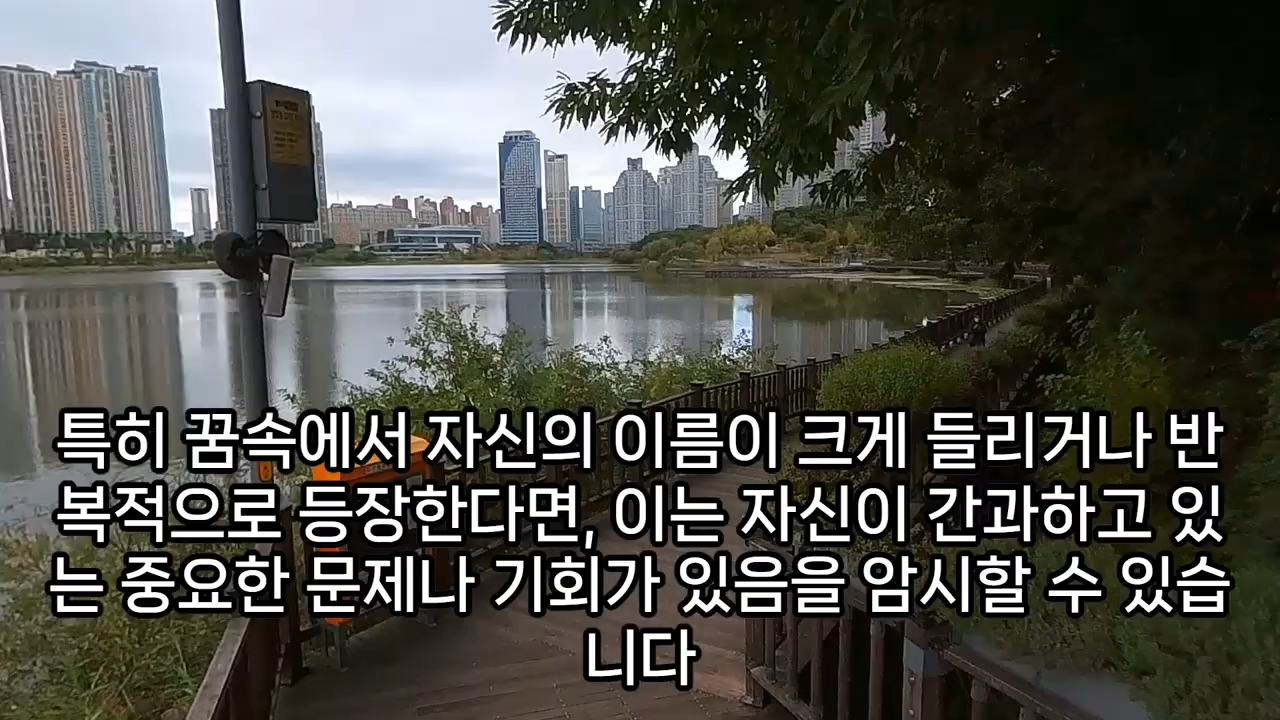 특히 꿈속에서 자신의 이름이 크게 들리거나 반
복적으로 등장한다면, 이는 자신이 간과하고 있
는 중요한 문제나 기회가 있음을 암시할 수 있습
니다